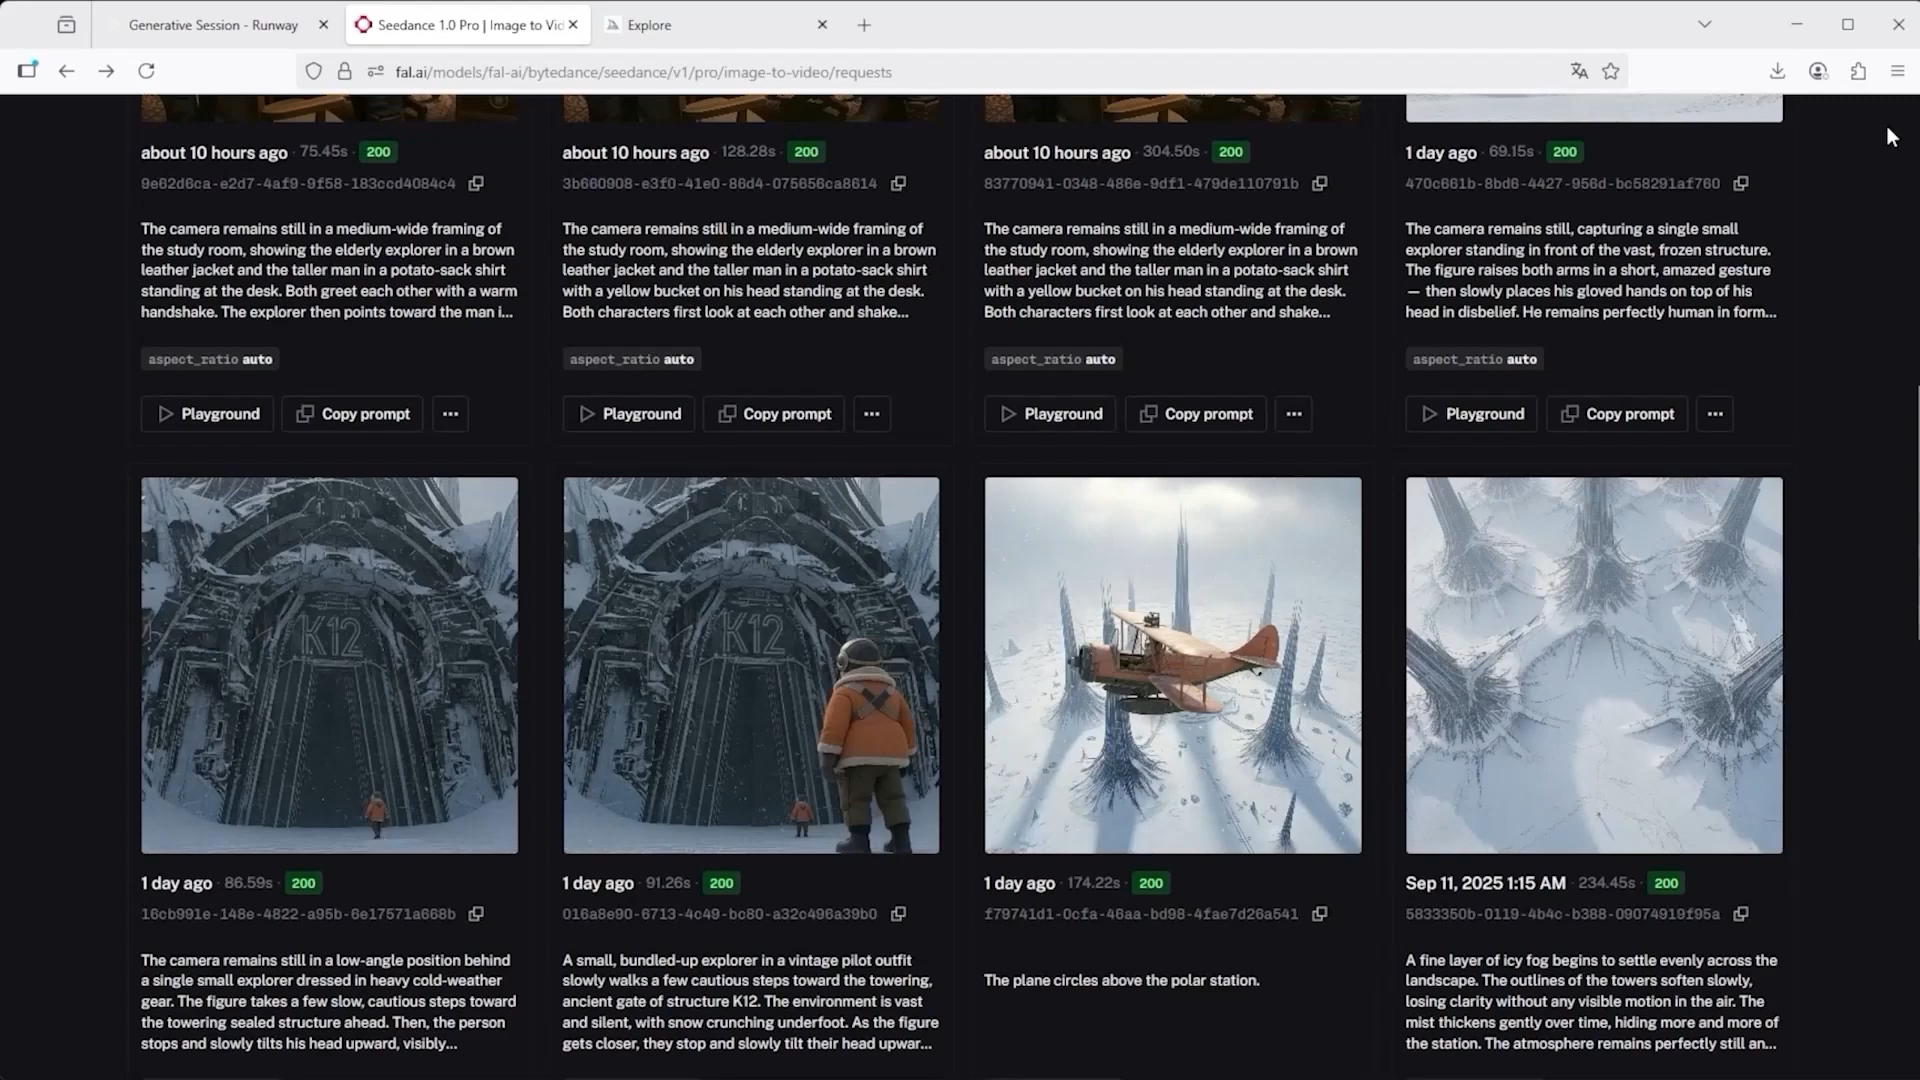 Generative Session - Runway
Seedance 1.0 Pro | Image to Vid
Explore
fal.ai/models/fal-ai/bytedance/seedance/v1/pro/image-to-video/requests
about 10 hours ago · 75.45s · 200
9e62d6ca-e2d7-4af9-9f58-183ccd4084c4
The camera remains still in a medium-wide framing of
the study room, showing the elderly explorer in a brown
leather jacket and the taller man in a potato-sack shirt
standing at the desk. Both greet each other with a warm
handshake. The explorer then points toward the man i...
aspect_ratio auto
Playground
Copy prompt
about 10 hours ago · 128.28s · 200
3b660908-e3f0-41e0-86d4-075656ca8614
The camera remains still in a medium-wide framing of
the study room, showing the elderly explorer in a brown
leather jacket and the taller man in a potato-sack shirt
with a yellow bucket on his head standing at the desk.
Both characters first look at each other and shake...
aspect_ratio auto
Playground
Copy prompt
about 10 hours ago · 304.50s · 200
83770941-0348-486e-9df1-479de110791b
The camera remains still in a medium-wide framing of
the study room, showing the elderly explorer in a brown
leather jacket and the taller man in a potato-sack shirt
with a yellow bucket on his head standing at the desk.
Both characters first look at each other and shake...
aspect_ratio auto
Playground
Copy prompt
1 day ago · 69.15s · 200
470c661b-8bd6-4427-956d-bc58291af760
The camera remains still, capturing a single small
explorer standing in front of the vast, frozen structure.
The figure raises both arms in a short, amazed gesture
— then slowly places his gloved hands on top of his
head in disbelief. He remains perfectly human in form...
aspect_ratio auto
Playground
Copy prompt
K12
1 day ago · 86.59s · 200
16cb991e-148e-4822-a95b-6e17571a668b
The camera remains still in a low-angle position behind
a single small explorer dressed in heavy cold-weather
gear. The figure takes a few slow, cautious steps toward
the towering sealed structure ahead. Then, the person
stops and slowly tilts his head upward, visibly...
K12
1 day ago · 91.26s · 200
016a8e90-6713-4c49-bc80-a32c496a39b0
A small, bundled-up explorer in a vintage pilot outfit
slowly walks a few cautious steps toward the towering,
ancient gate of structure K12. The environment is vast
and silent, with snow crunching underfoot. As the figure
gets closer, they stop and slowly tilt their head upwar...
1 day ago · 174.22s · 200
f79741d1-0cfa-46aa-bd98-4fae7d26a541
The plane circles above the polar station.
Sep 11, 2025 1:15 AM · 234.45s · 200
5833350b-0119-4b4c-b388-09074919f95a
A fine layer of icy fog begins to settle evenly across the
landscape. The outlines of the towers soften slowly,
losing clarity without any visible motion in the air. The
mist thickens gently over time, hiding more and more of
the station. The atmosphere remains perfectly still an...